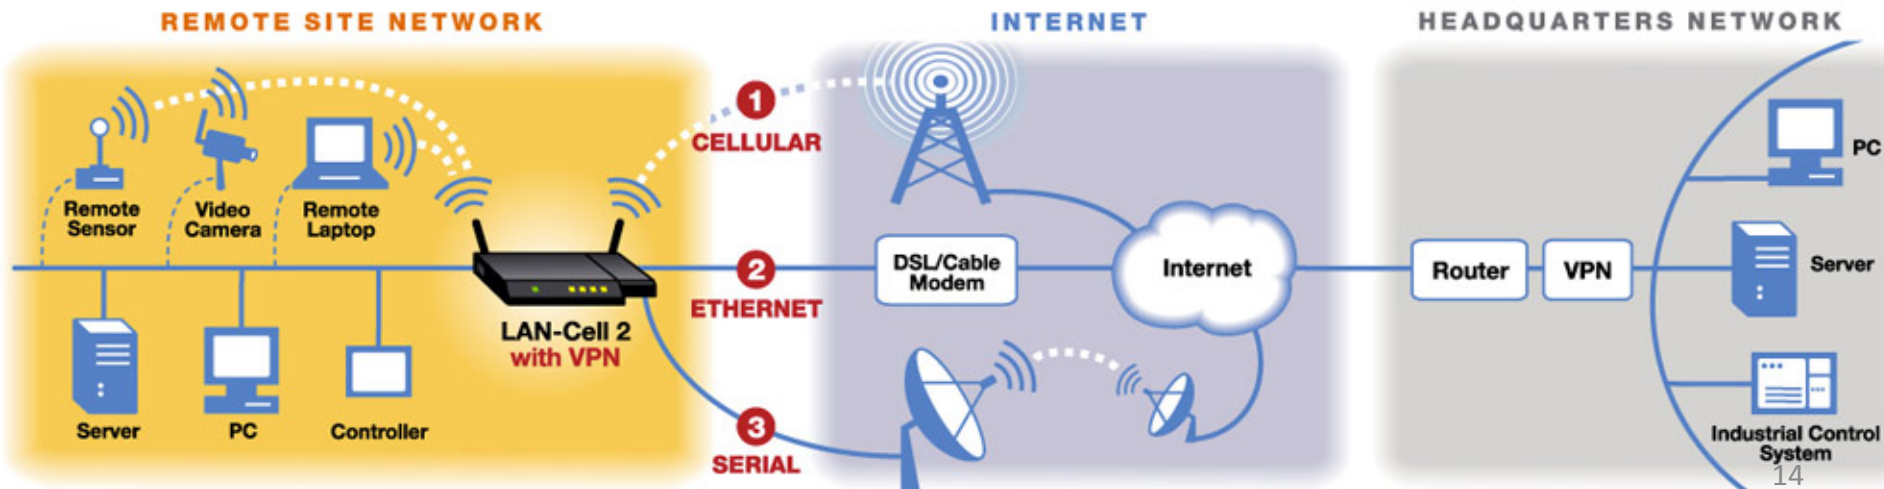 REMOTE SITE NETWORK
INTERNET
HEADQUARTERS NETWORK
1
CELLULAR
PC
Remote
Sensor
Video
Camera
Remote
Laptop
2
ETHERNET
DSL/Cable
Modem
Internet
Router
VPN
Server
LAN-Cell 2
with VPN
Server
PC
Controller
3
SERIAL
Industrial Control
System
14